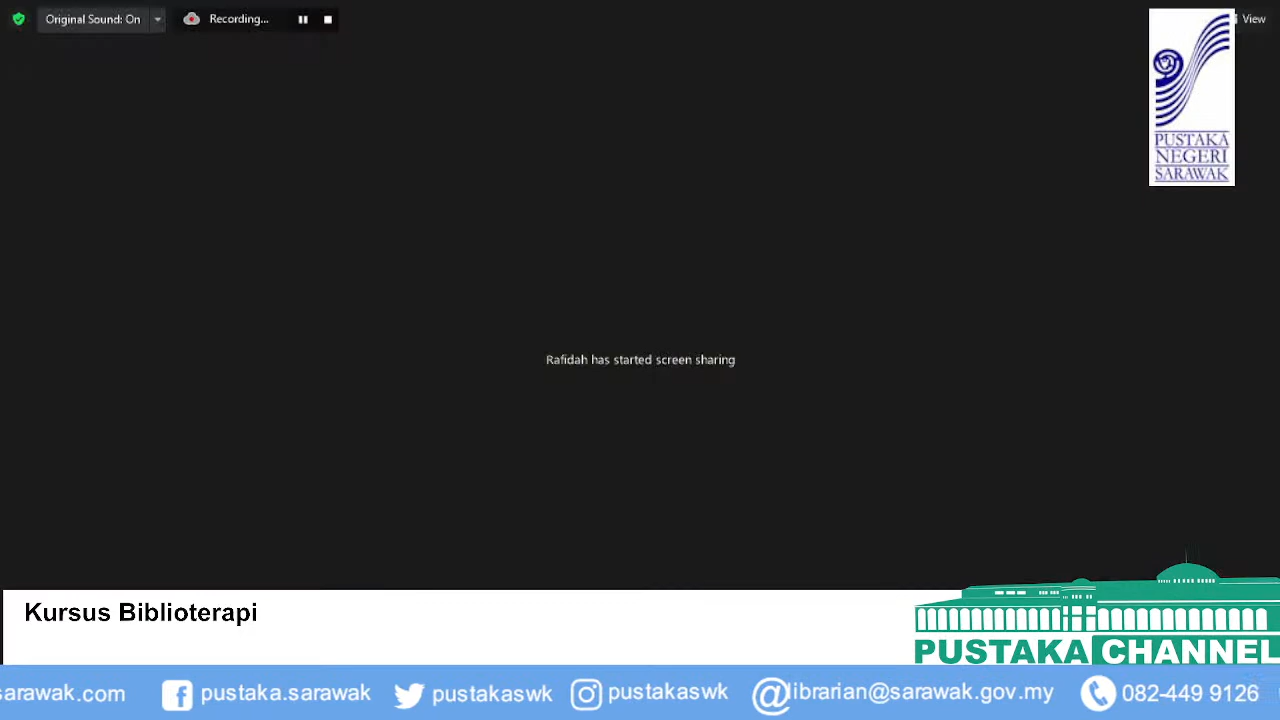 Original Sound: On
Recording...
View
PUSTAKA
NEGERI
SARAWAK
Rafidah has started screen sharing
Kursus Biblioterapi
PUSTAKA CHANNEL
sarawak.com
pustaka.sarawak
pustakaswk
pustakaswk
@librarian@sarawak.gov.my
082-449 9126